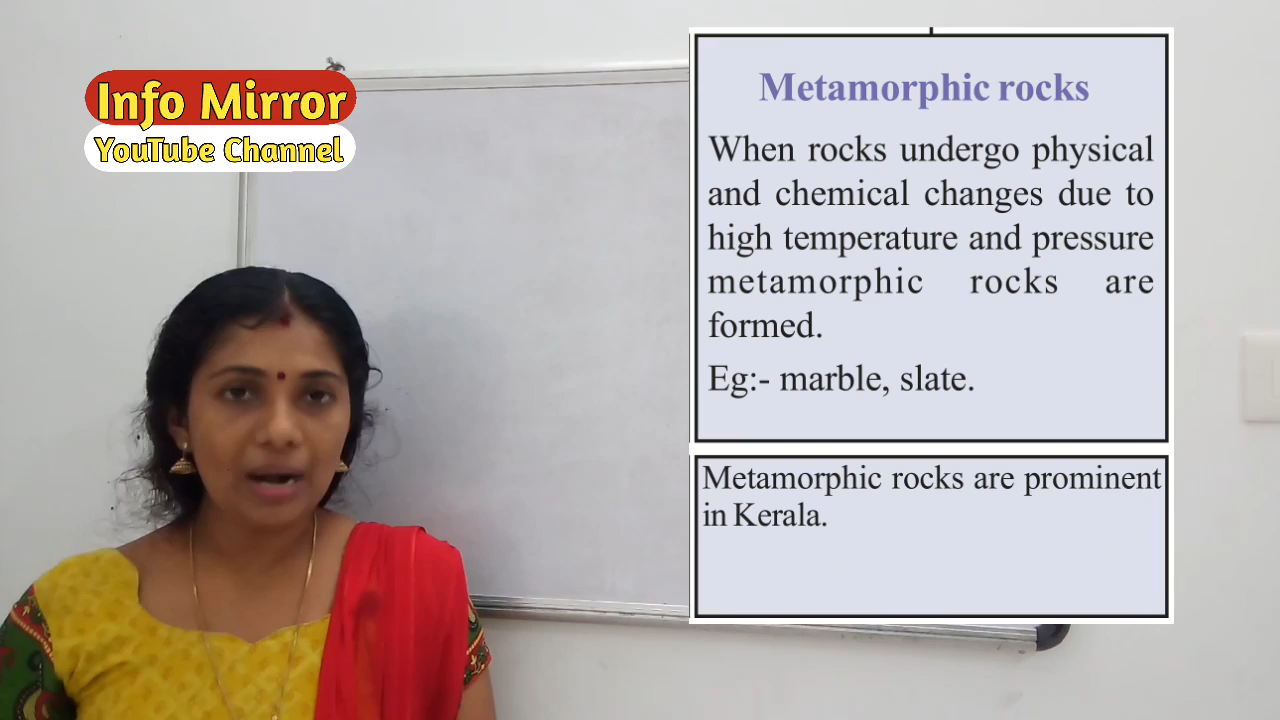 Info Mirror
YouTube Channel
Metamorphic rocks
When rocks undergo physical
and chemical changes due to
high temperature and pressure
metamorphic rocks are
formed.
Eg:- marble, slate.
Metamorphic rocks are prominent
in Kerala.